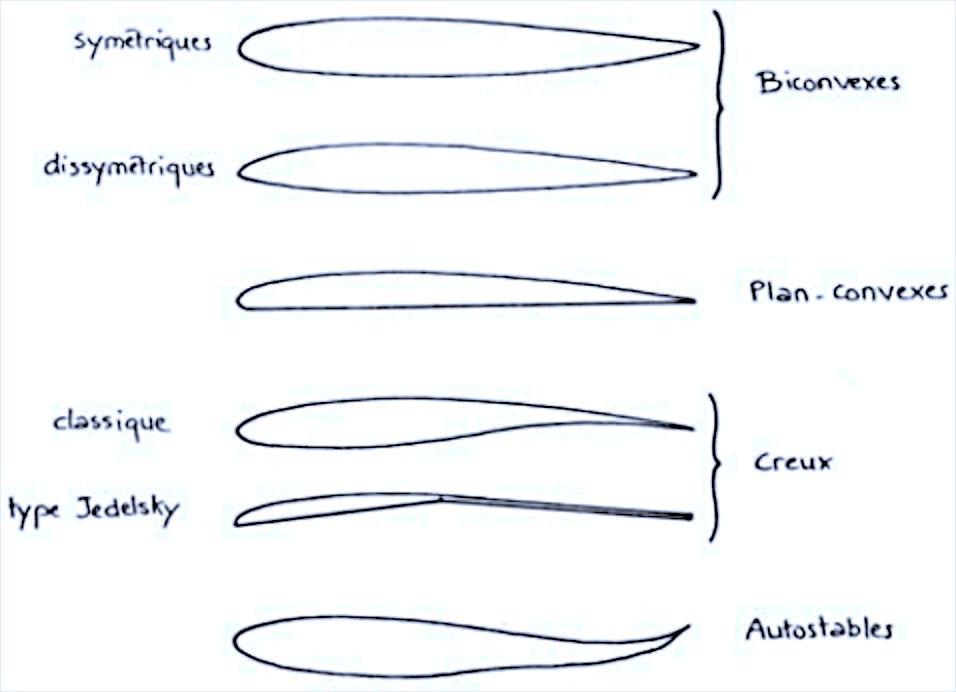 symétriques
Biconvexes
dissymétriques
Plan-convexes
classique
Creux
type Jedelsky
Autostables